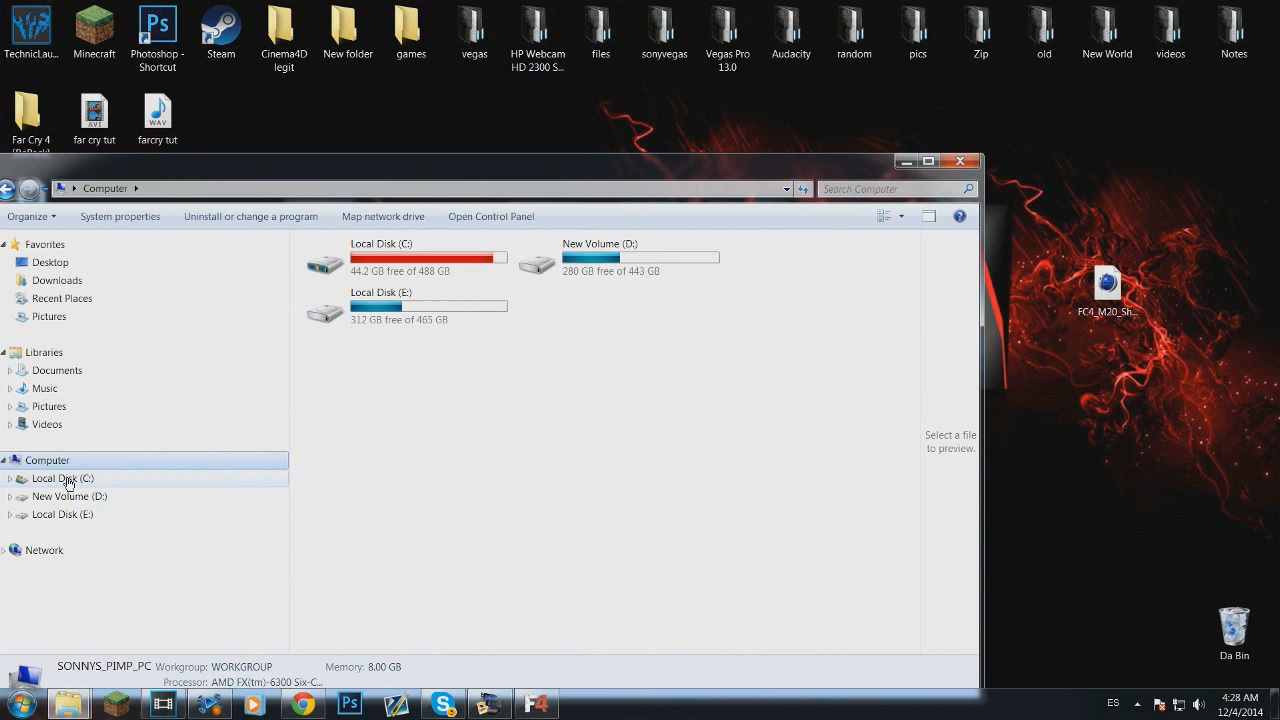 TechnicLau...
Minecraft
Photoshop - Shortcut
Steam
Cinema4D legit
New folder
games
vegas
HP Webcam HD 2300 S...
files
sonyvegas
Vegas Pro 13.0
Audacity
random
pics
Zip
old
New World
videos
Notes
Far Cry 4
far cry tut
farcry tut
Computer
Search Computer
Organize
System properties
Uninstall or change a program
Map network drive
Open Control Panel
Favorites
Desktop
Downloads
Recent Places
Pictures
Libraries
Documents
Music
Pictures
Videos
Computer
Local Disk (C:)
New Volume (D:)
Local Disk (E:)
Network
Local Disk (C:)
44.2 GB free of 488 GB
New Volume (D:)
280 GB free of 443 GB
Local Disk (E:)
312 GB free of 465 GB
Select a file
to preview.
FC4_M20_Sh...
Da Bin
SONNYS_PIMP_PC Workgroup: WORKGROUP Memory: 8.00 GB
Processor: AMD FX(tm)-6300 Six-C...
ES
4:28 AM
12/4/2014